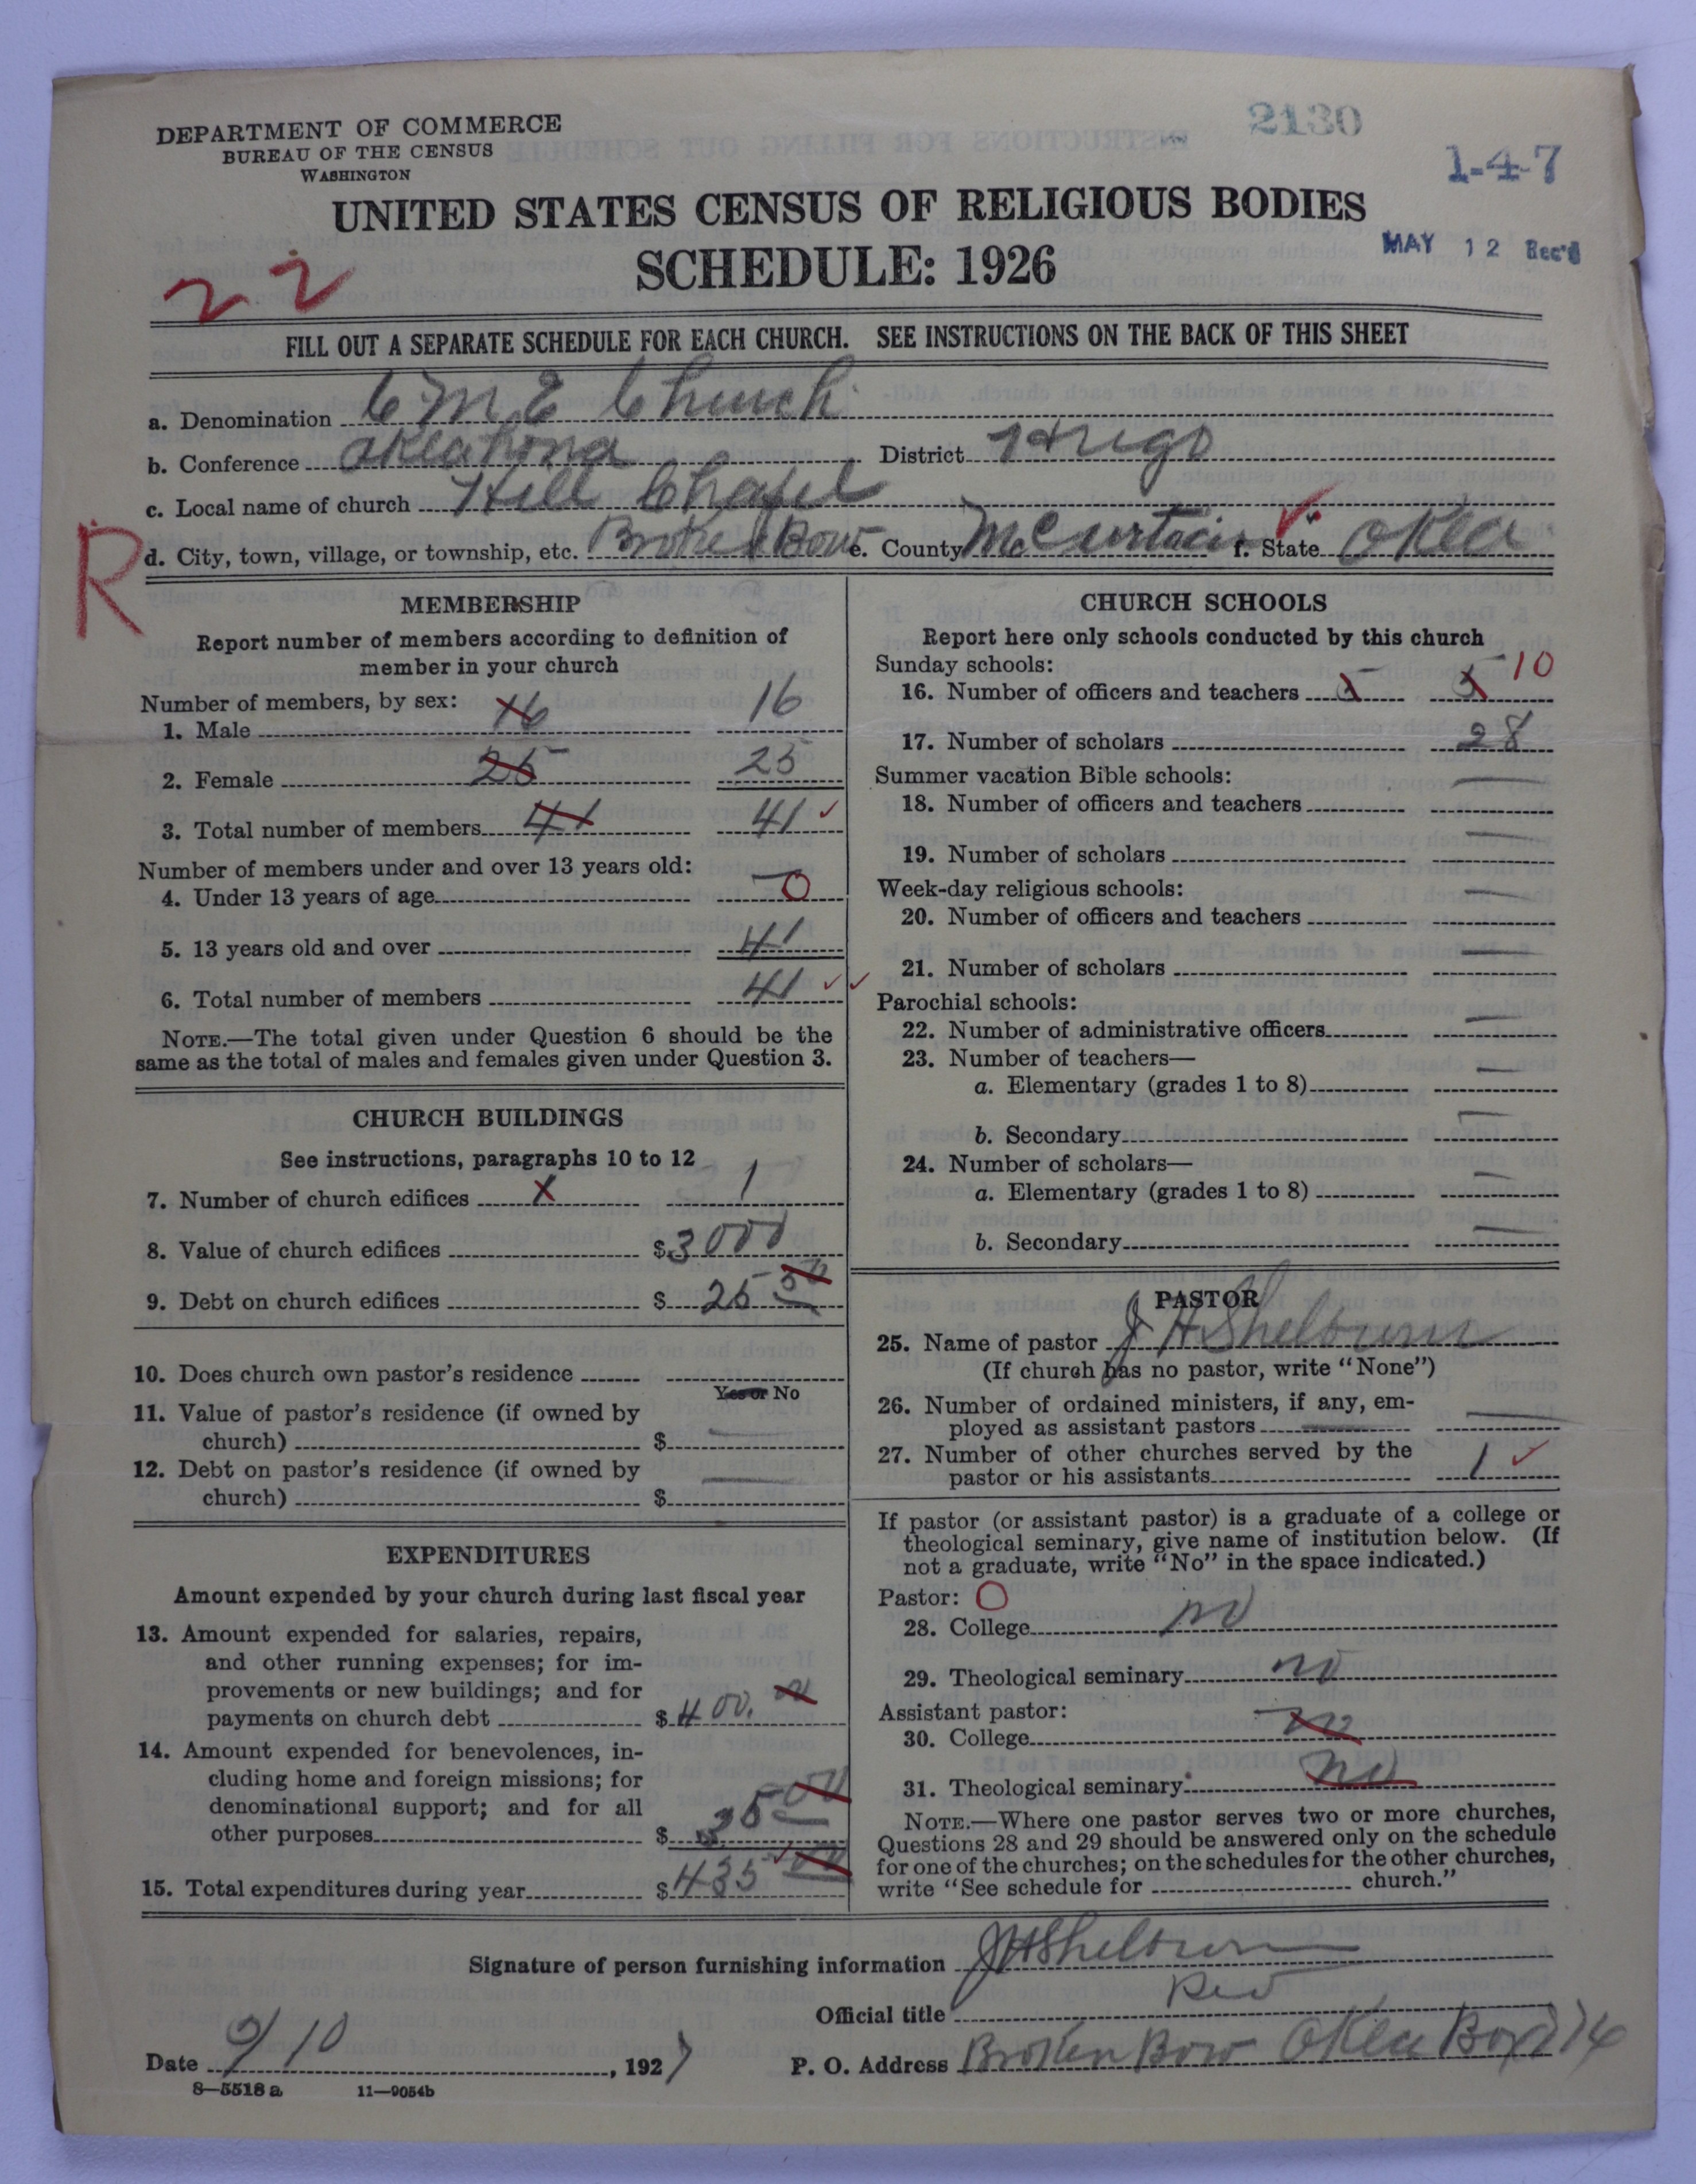 2130
DEPARTMENT OF COMMERCE
BUREAU OF THE CENSUS
WASHINGTON
1-4-7
UNITED STATES CENSUS OF RELIGIOUS BODIES
SCHEDULE: 1926
MAY 12 Rec'd
22
FILL OUT A SEPARATE SCHEDULE FOR EACH CHURCH. SEE INSTRUCTIONS ON THE BACK OF THIS SHEET
a. Denomination C M E Church
b. Conference Oklahoma District Hugo
c. Local name of church Hill Chapel
R
d. City, town, village, or township, etc. Broken Bow e. County McCurtain f. State Okla
MEMBERSHIP
Report number of members according to definition of
member in your church
Number of members, by sex:
1. Male 16 16
2. Female 25 25
3. Total number of members 41 41
Number of members under and over 13 years old:
4. Under 13 years of age 0
5. 13 years old and over 41
6. Total number of members 41
NOTE.—The total given under Question 6 should be the
same as the total of males and females given under Question 3.
CHURCH BUILDINGS
See instructions, paragraphs 10 to 12
7. Number of church edifices 1 1
8. Value of church edifices $3000
9. Debt on church edifices $ 25 50
10. Does church own pastor's residence
Yes or No
11. Value of pastor's residence (if owned by
church) $ —
12. Debt on pastor's residence (if owned by
church) $ —
EXPENDITURES
Amount expended by your church during last fiscal year
13. Amount expended for salaries, repairs,
and other running expenses; for im-
provements or new buildings; and for
payments on church debt $ 400. 00
14. Amount expended for benevolences, in-
cluding home and foreign missions; for
denominational support; and for all
other purposes $ 35 00
15. Total expenditures during year $ 435 00
CHURCH SCHOOLS
Report here only schools conducted by this church
Sunday schools:
16. Number of officers and teachers 5 5 10
17. Number of scholars 28
Summer vacation Bible schools:
18. Number of officers and teachers —
19. Number of scholars —
Week-day religious schools:
20. Number of officers and teachers —
21. Number of scholars —
Parochial schools:
22. Number of administrative officers —
23. Number of teachers—
a. Elementary (grades 1 to 8) —
b. Secondary —
24. Number of scholars—
a. Elementary (grades 1 to 8) —
b. Secondary —
PASTOR
25. Name of pastor J H Shelburn
(If church has no pastor, write "None")
26. Number of ordained ministers, if any, em-
ployed as assistant pastors —
27. Number of other churches served by the
pastor or his assistants 1
If pastor (or assistant pastor) is a graduate of a college or
theological seminary, give name of institution below. (If
not a graduate, write "No" in the space indicated.)
Pastor: O
28. College no
29. Theological seminary no
Assistant pastor:
30. College no
31. Theological seminary no
NOTE.—Where one pastor serves two or more churches,
Questions 28 and 29 should be answered only on the schedule
for one of the churches; on the schedules for the other churches,
write "See schedule for church."
Signature of person furnishing information J H Shelburn
Official title Rev
Date 9/10, 1927 P. O. Address Broken Bow Okla Box
8—5518a 11—9054b